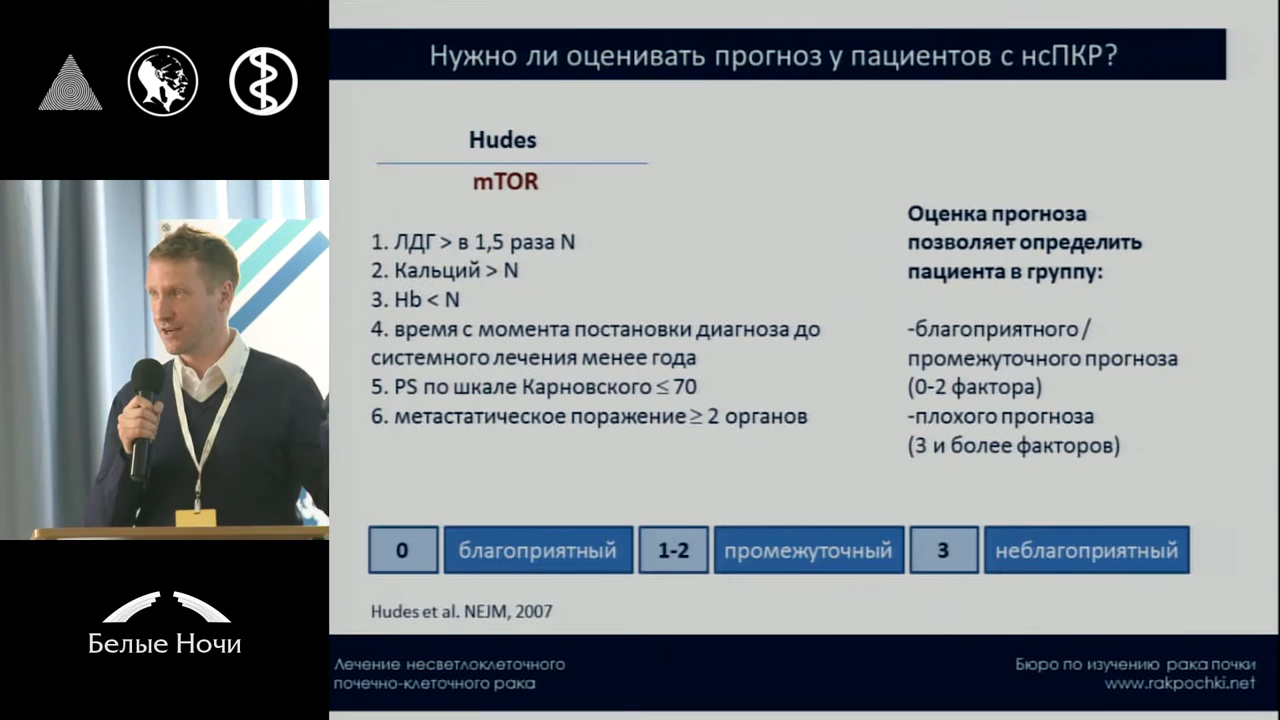 Нужно ли оценивать прогноз у пациентов с нсПКР?
Hudes
mTOR
1. ЛДГ > в 1,5 раза N
2. Кальций > N
3. Hb < N
4. время с момента постановки диагноза до
системного лечения менее года
5. PS по шкале Карновского ≤ 70
6. метастатическое поражение ≥ 2 органов
Оценка прогноза
позволяет определить
пациента в группу:
-благоприятного /
промежуточного прогноза
(0-2 фактора)
-плохого прогноза
(3 и более факторов)
0 благоприятный 1-2 промежуточный 3 неблагоприятный
Hudes et al. NEJM, 2007
Белые Ночи
Лечение несветлоклеточного
почечно-клеточного рака
Бюро по изучению рака почки
www.rakpochki.net